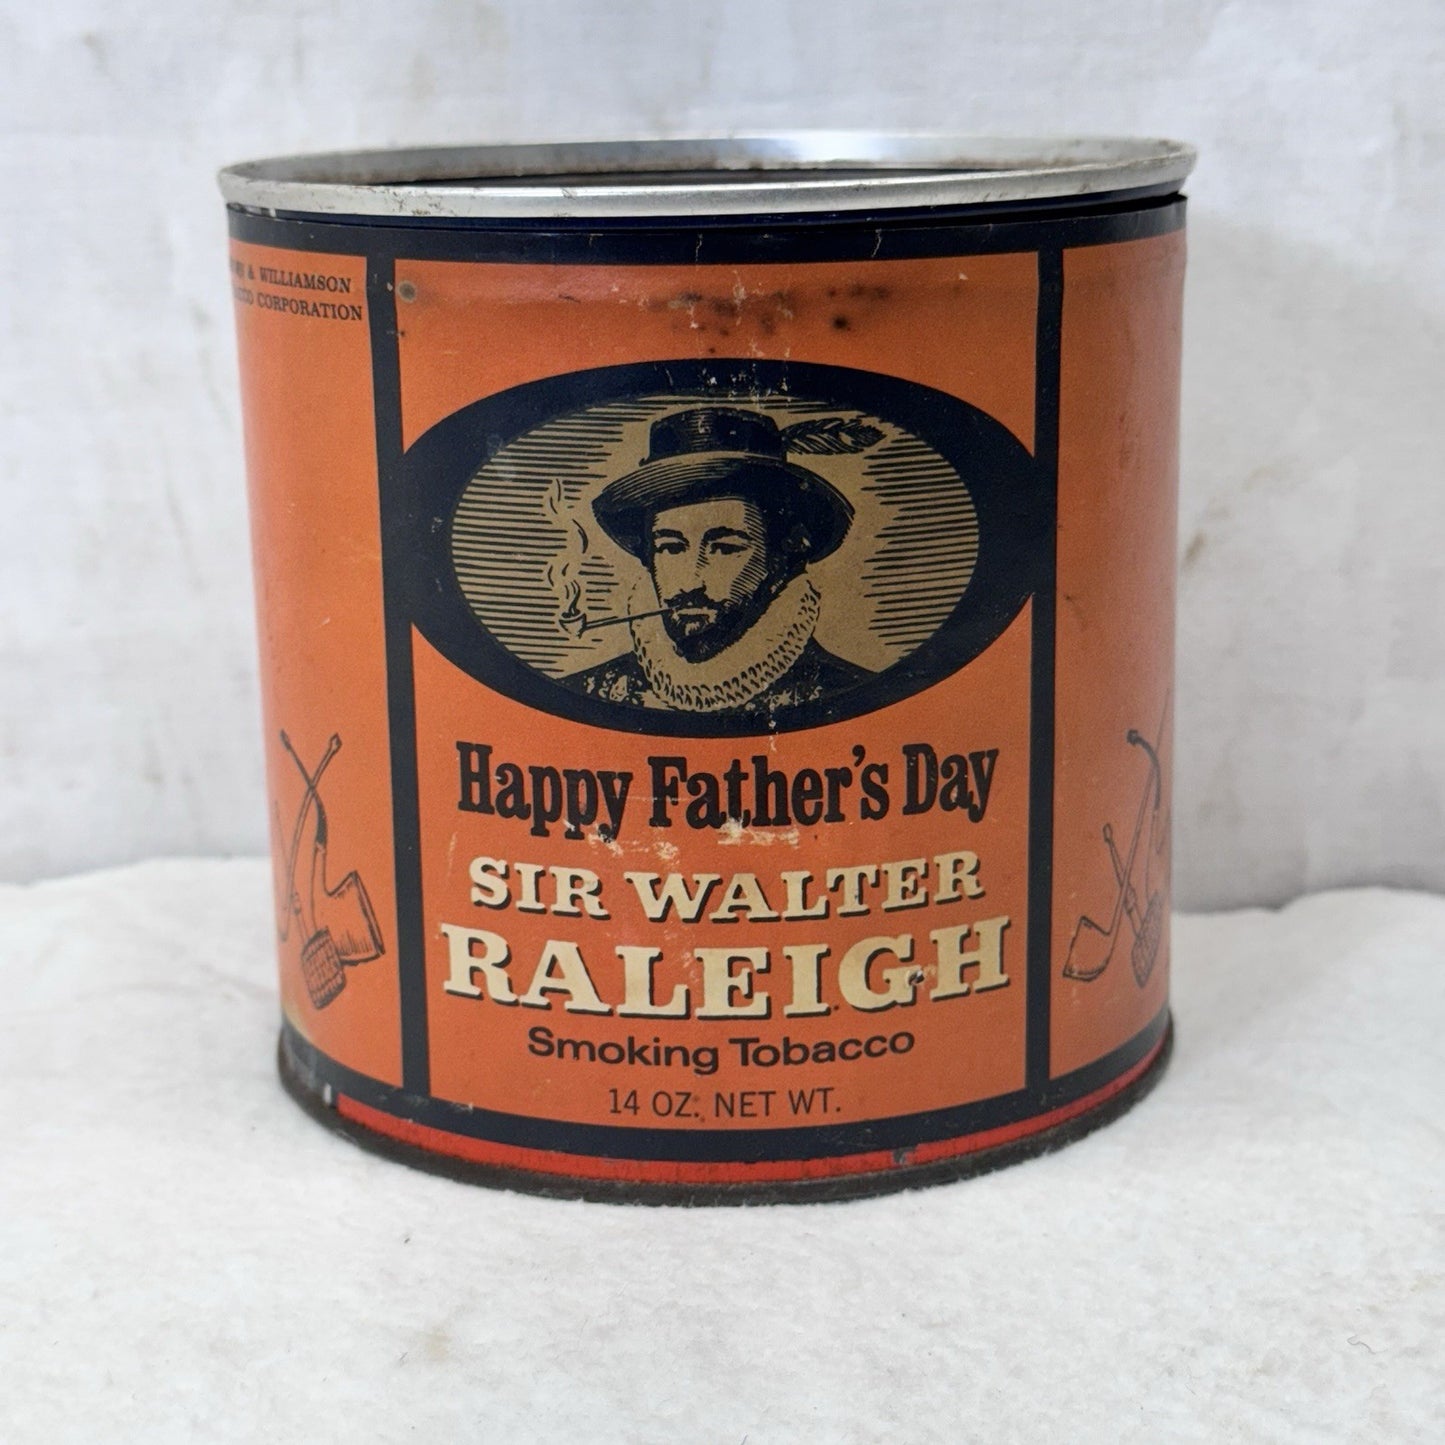 & WILLIAMSON
CORPORATION
Happy Father's Day
SIR WALTER
RALEIGH
Smoking Tobacco
14 OZ. NET WT.